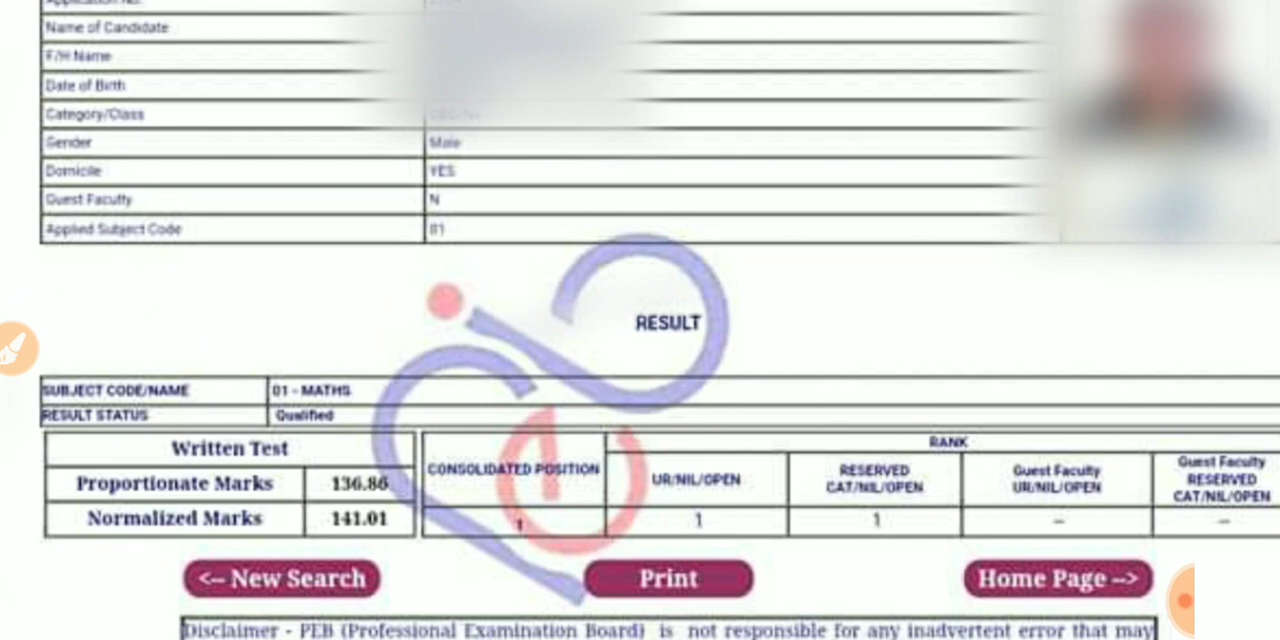 Application No.
Name of Candidate
F/H Name
Date of Birth
Category/Class
Gender Male
Domicile YES
Guest Faculty N
Applied Subject Code 01
RESULT
SUBJECT CODE/NAME 01 - MATHS
RESULT STATUS Qualified
Written Test
Proportionate Marks 136.86
Normalized Marks 141.01
CONSOLIDATED POSITION
1
RANK
UR/NIL/OPEN
1
RESERVED
CAT/NIL/OPEN
1
Guest Faculty
UR/NIL/OPEN
--
Guest Faculty
RESERVED
CAT/NIL/OPEN
--
<-- New Search Print Home Page -->
Disclaimer - PEB (Professional Examination Board) is not responsible for any inadvertent error that may